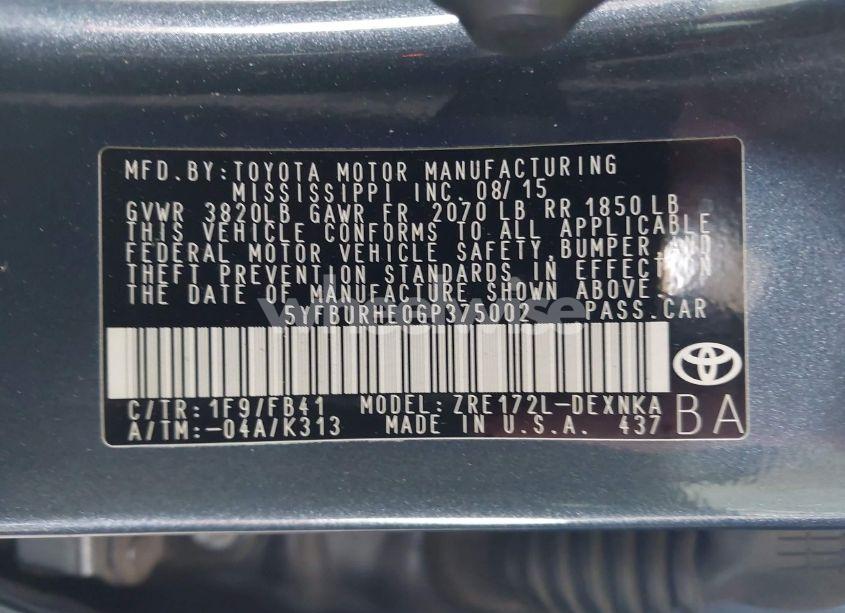 MFD.BY:TOYOTA MOTOR MANUFACTURING
MISSISSIPPI INC. 08/15
GVWR 3820LB GAWR FR 2070 LB RR 1850 LB
THIS VEHICLE CONFORMS TO ALL APPLICABLE
FEDERAL MOTOR VEHICLE SAFETY,BUMPER,AND
THEFT PREVENTION STANDARDS IN EFFECT ON
THE DATE OF MANUFACTURE SHOWN ABOVE.
5YFBURHE0GP375002 PASS.CAR
C/TR:1F9/FB41 MODEL:ZRE172L-DEXNKA
A/TM:-04A/K313 MADE IN U.S.A. 437 BA